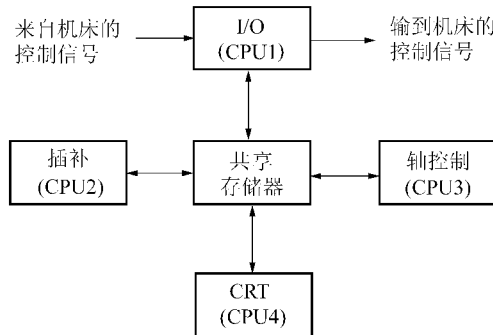 来自机床的
控制信号
I/O
(CPU1)
输到机床的
控制信号
插补
(CPU2)
共享
存储器
轴控制
(CPU3)
CRT
(CPU4)